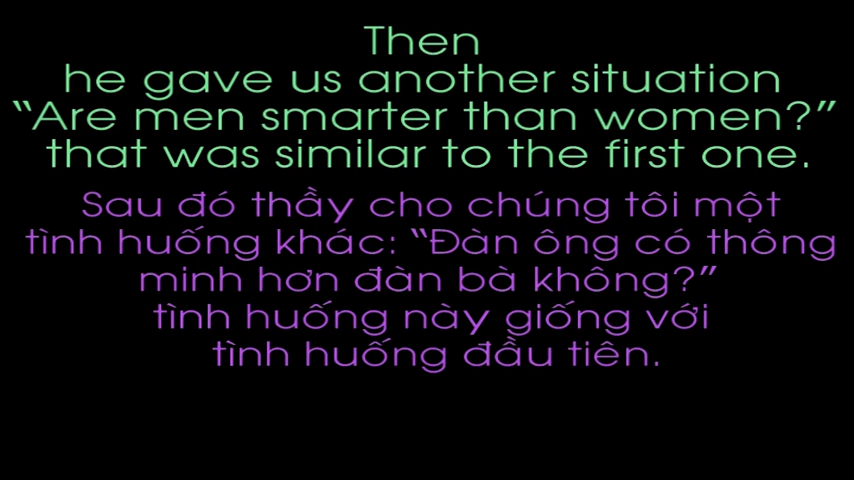 Then
he gave us another situation
“Are men smarter than women?”
that was similar to the first one.
Sau đó thầy cho chúng tôi một
tình huống khác: “Đàn ông có thông
minh hơn đàn bà không?”
tình huống này giống với
tình huống đầu tiên.